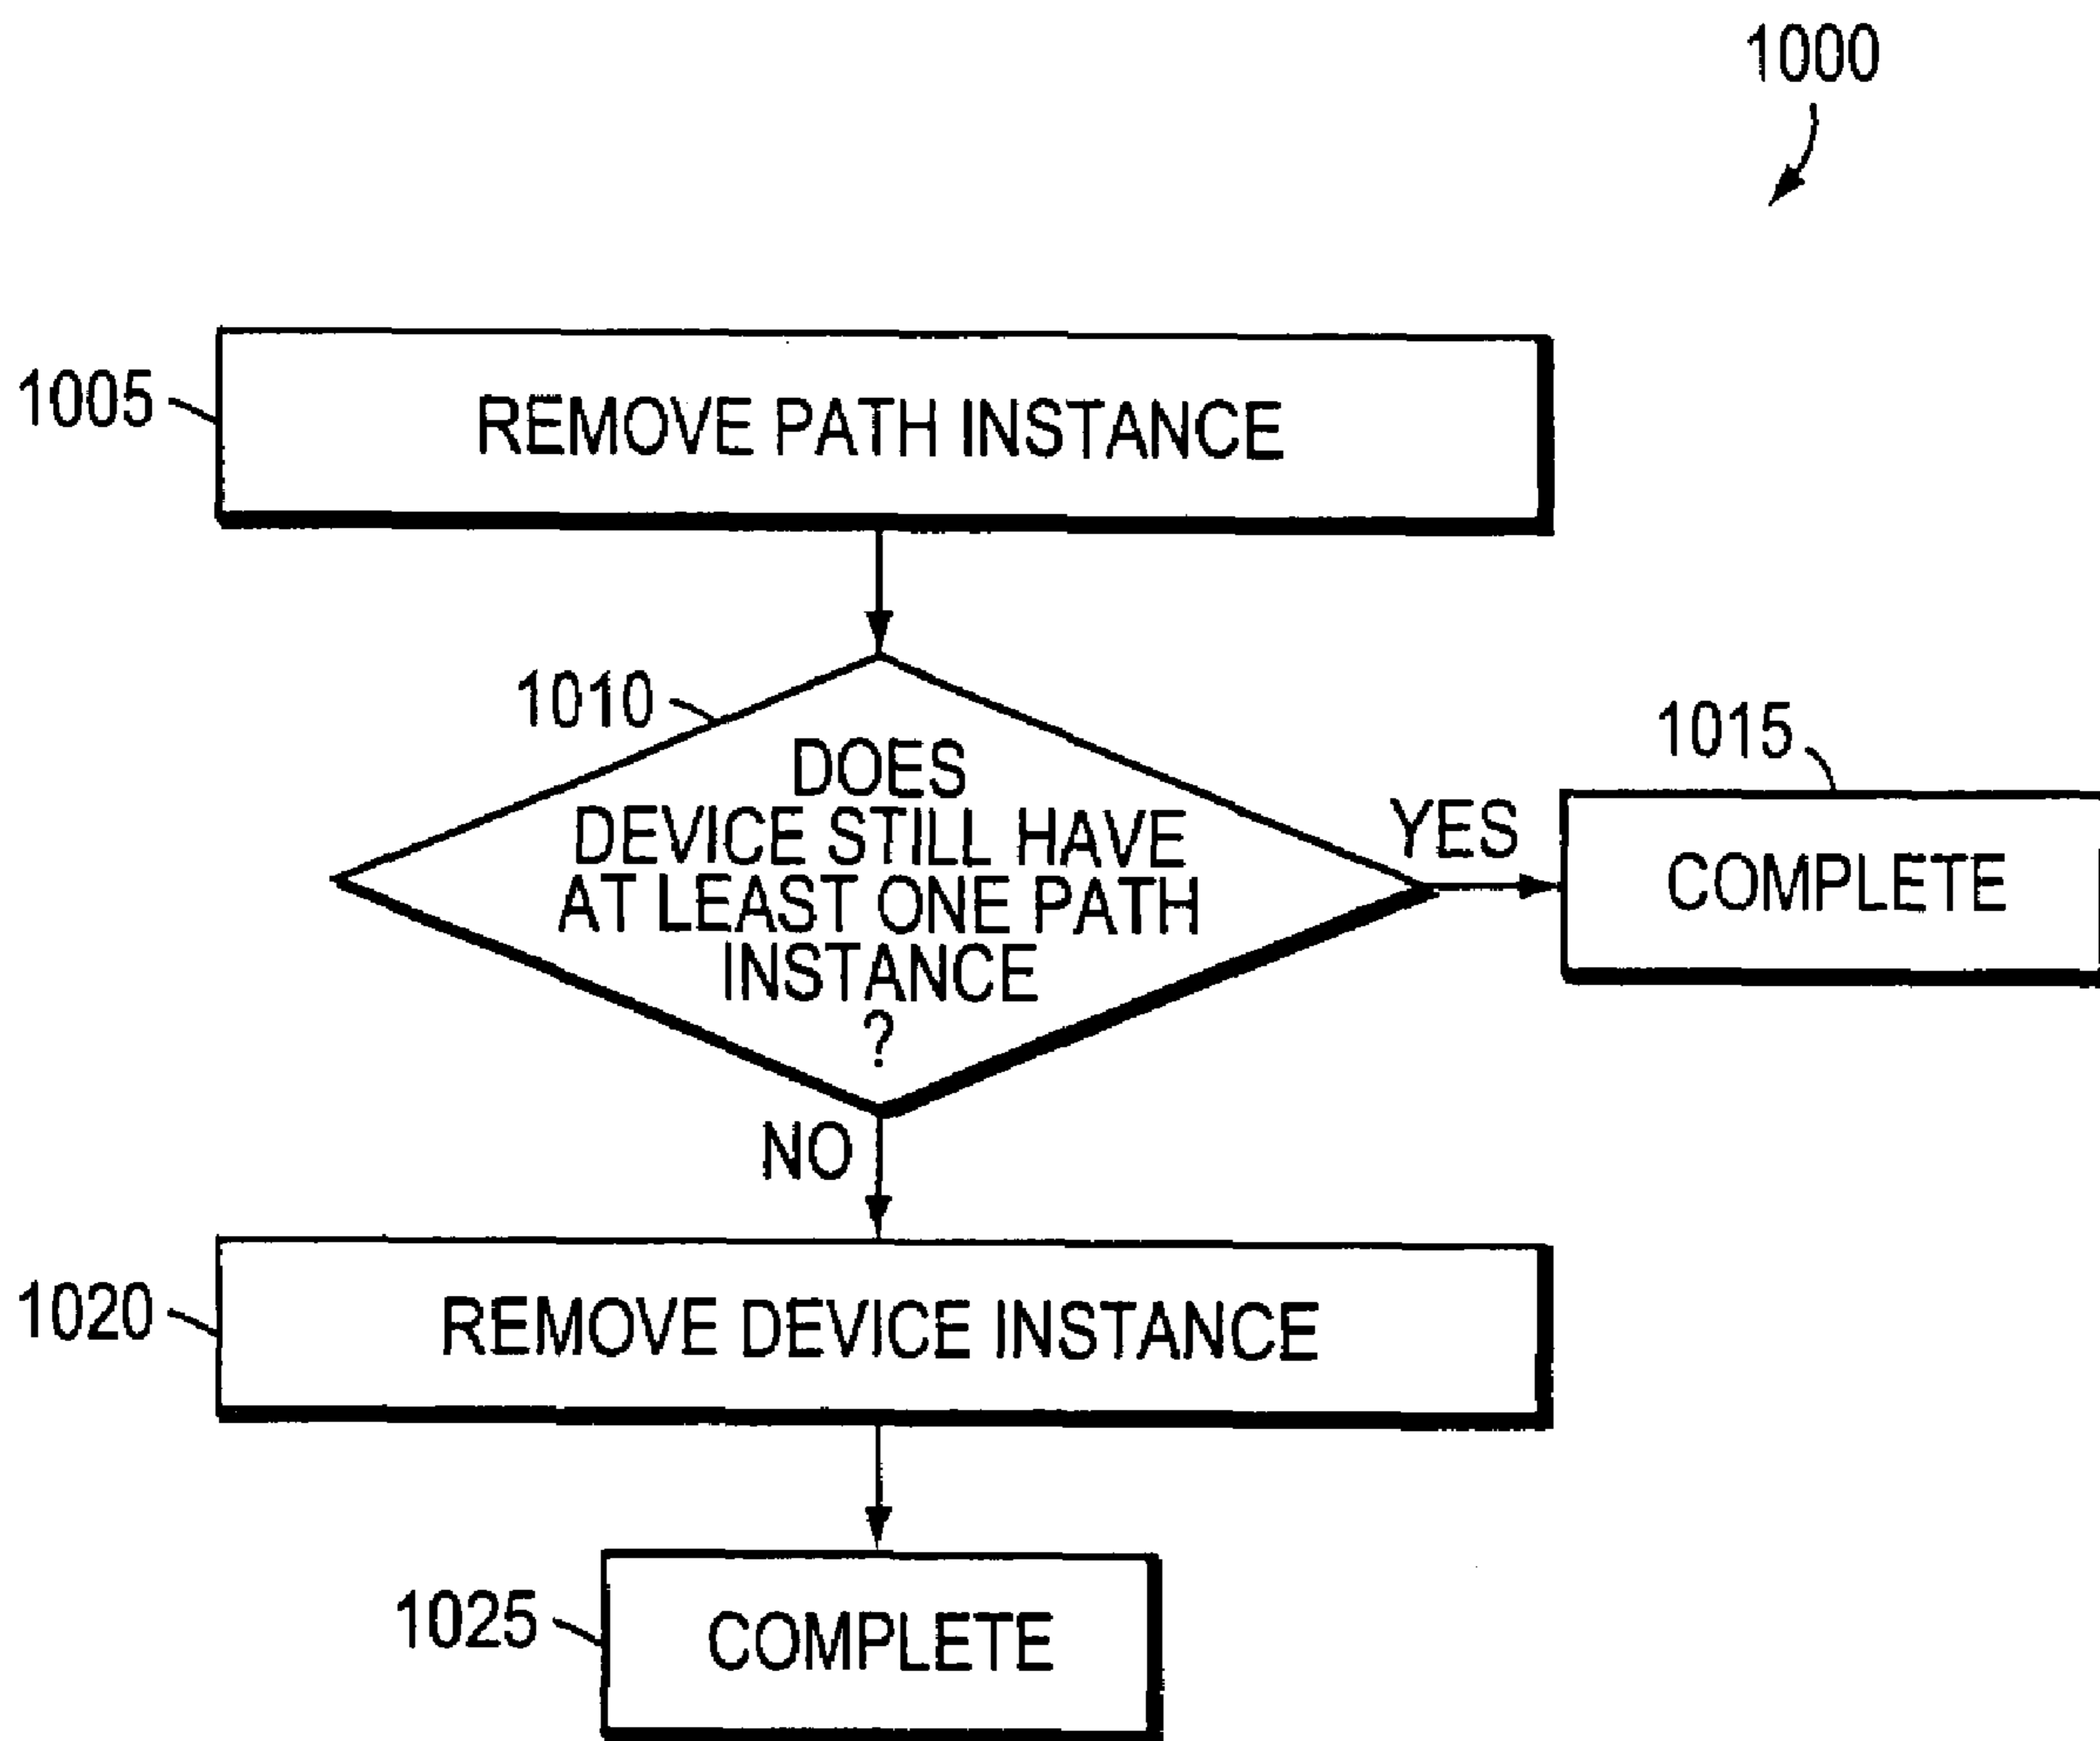 1000
1005
REMOVE PATH INSTANCE
1010
DOES
DEVICE STILL HAVE
AT LEAST ONE PATH
INSTANCE
?
YES
1015
COMPLETE
NO
1020
REMOVE DEVICE INSTANCE
1025
COMPLETE